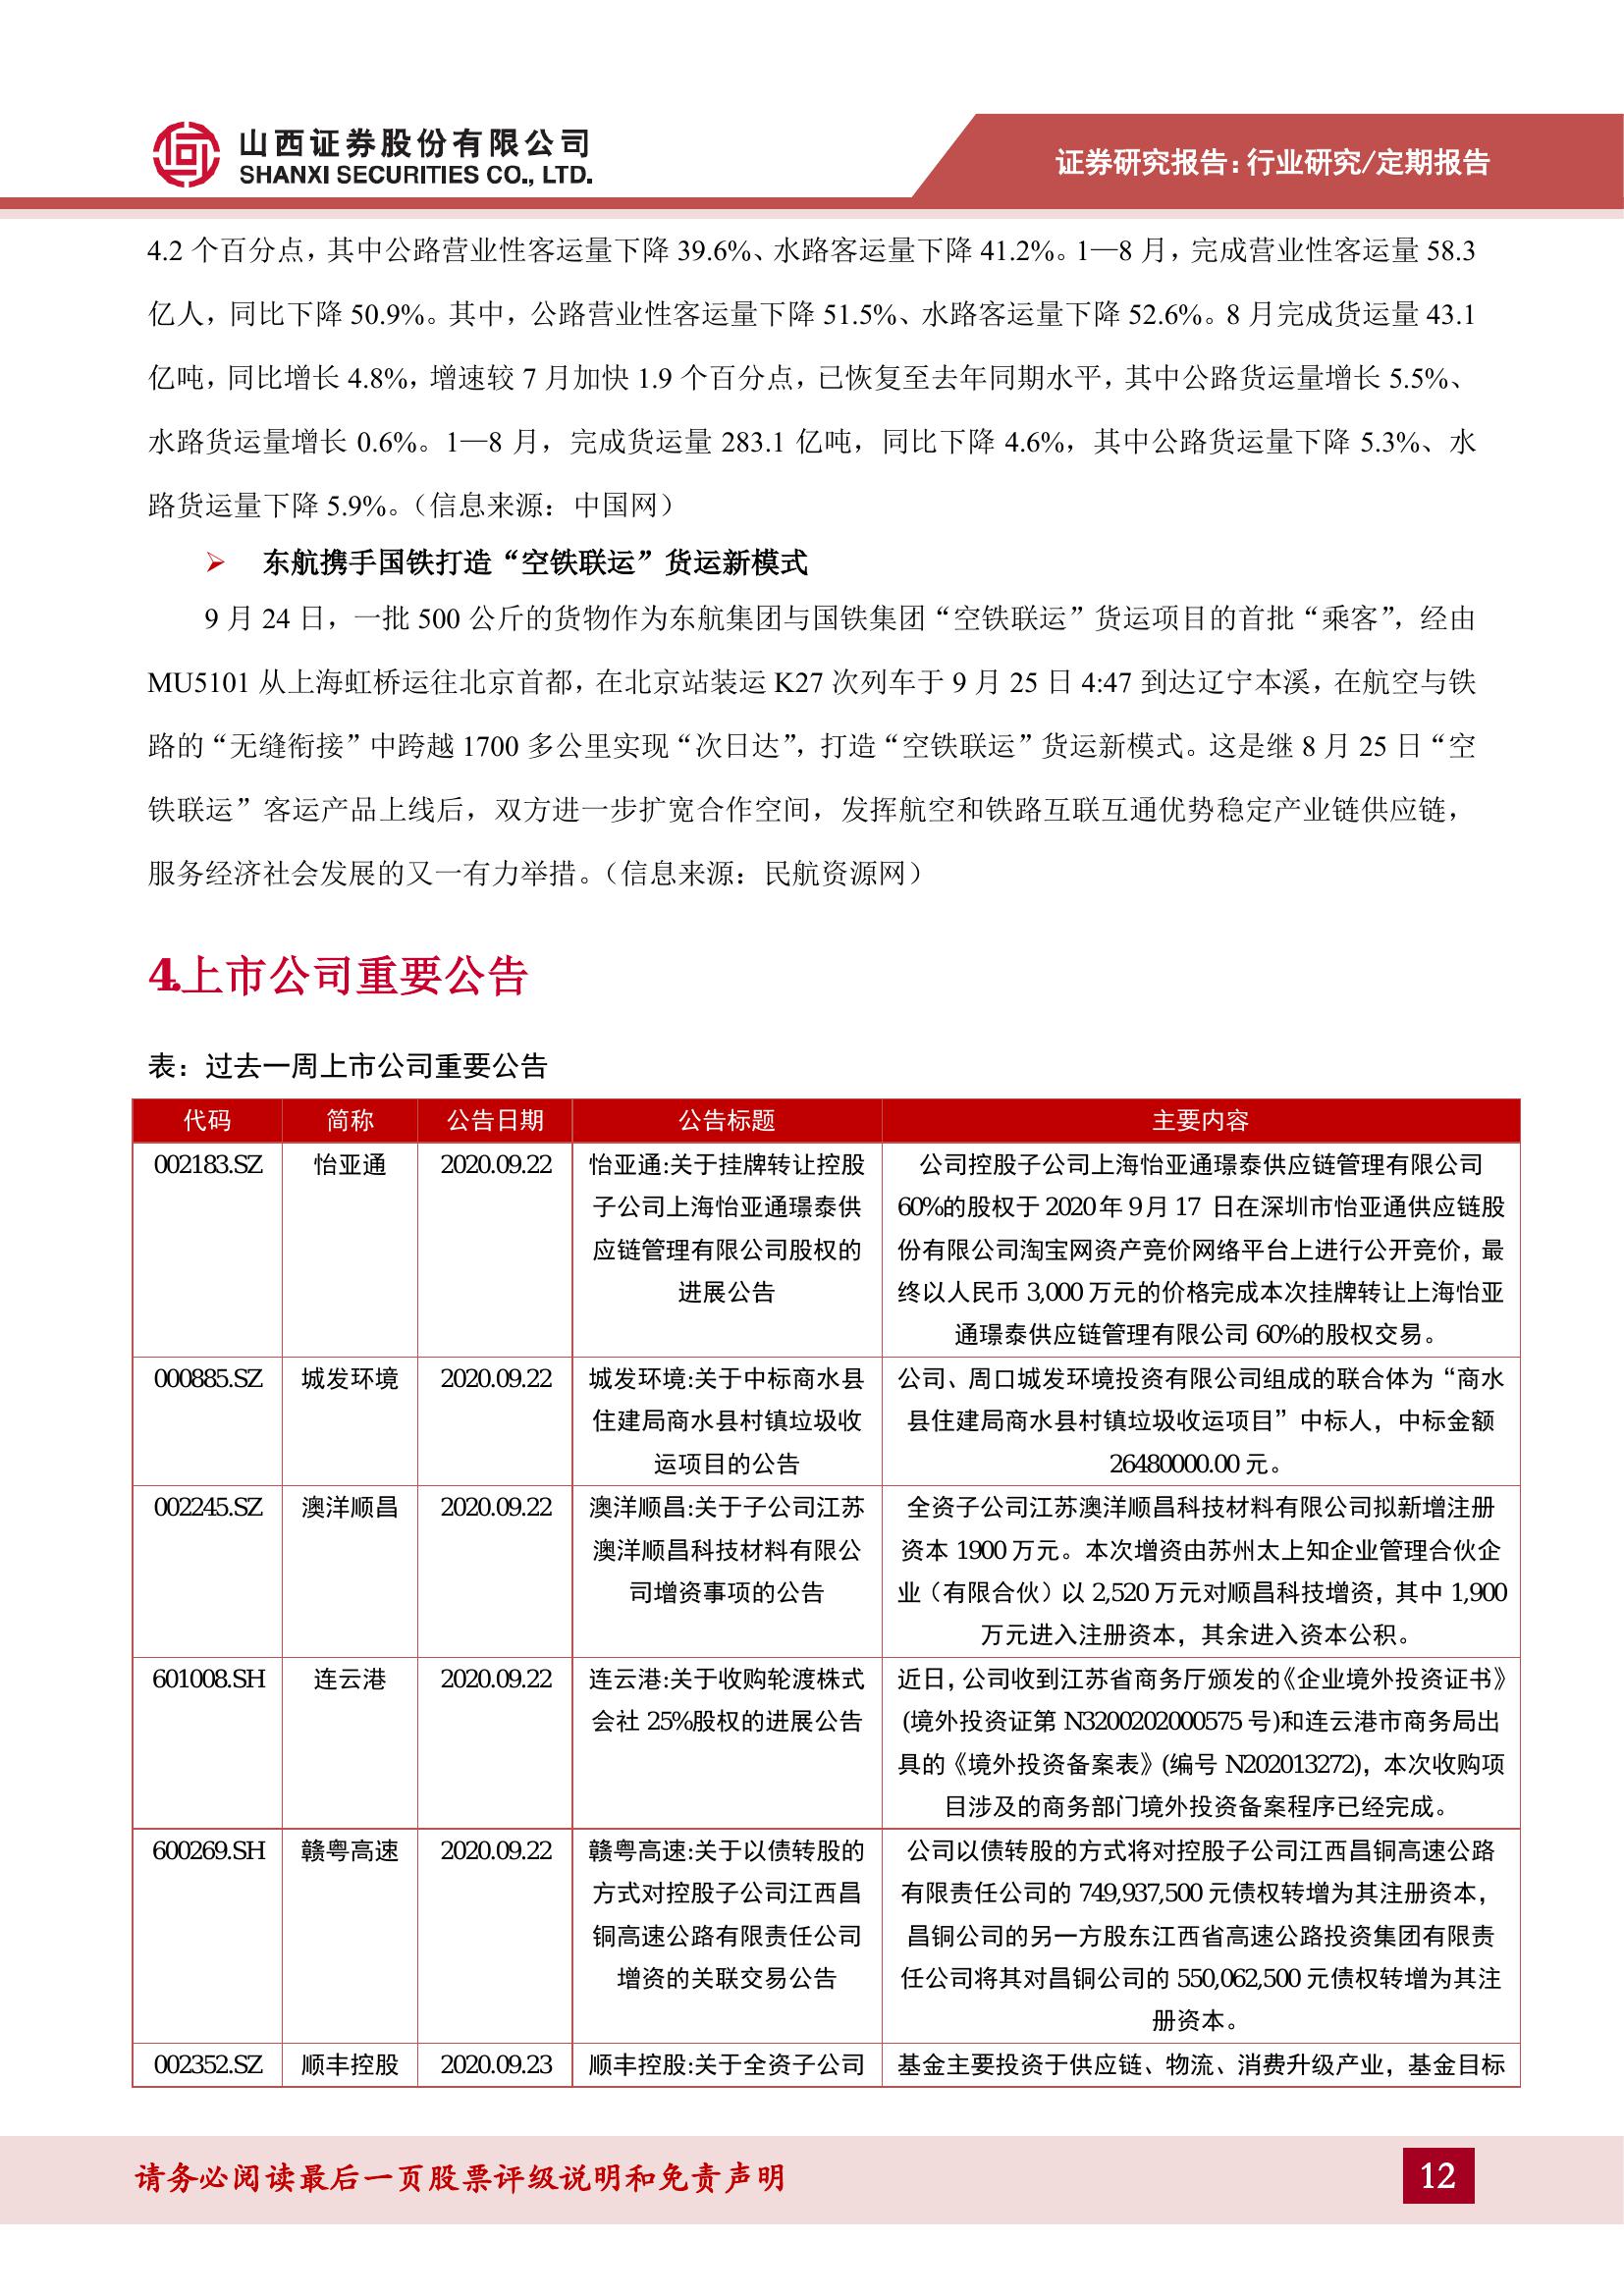 山西证券股份有限公司
SHANXI SECURITIES CO., LTD.
证券研究报告：行业研究/定期报告
4.2 个百分点，其中公路营业性客运量下降 39.6%、水路客运量下降 41.2%。1—8 月，完成营业性客运量 58.3
亿人，同比下降 50.9%。其中，公路营业性客运量下降 51.5%、水路客运量下降 52.6%。8 月完成货运量 43.1
亿吨，同比增长 4.8%，增速较 7 月加快 1.9 个百分点，已恢复至去年同期水平，其中公路货运量增长 5.5%、
水路货运量增长 0.6%。1—8 月，完成货运量 283.1 亿吨，同比下降 4.6%，其中公路货运量下降 5.3%、水
路货运量下降 5.9%。（信息来源：中国网）
➢ 东航携手国铁打造“空铁联运”货运新模式
9 月 24 日，一批 500 公斤的货物作为东航集团与国铁集团“空铁联运”货运项目的首批“乘客”，经由
MU5101 从上海虹桥运往北京首都，在北京站装运 K27 次列车于 9 月 25 日 4:47 到达辽宁本溪，在航空与铁
路的“无缝衔接”中跨越 1700 多公里实现“次日达”，打造“空铁联运”货运新模式。这是继 8 月 25 日“空
铁联运”客运产品上线后，双方进一步扩宽合作空间，发挥航空和铁路互联互通优势稳定产业链供应链，
服务经济社会发展的又一有力举措。（信息来源：民航资源网）
4.上市公司重要公告
表：过去一周上市公司重要公告
代码 简称 公告日期 公告标题 主要内容
002183.SZ 怡亚通 2020.09.22 怡亚通:关于挂牌转让控股 公司控股子公司上海怡亚通璟泰供应链管理有限公司
子公司上海怡亚通璟泰供 60%的股权于 2020 年 9 月 17 日在深圳市怡亚通供应链股
应链管理有限公司股权的 份有限公司淘宝网资产竞价网络平台上进行公开竞价，最
进展公告 终以人民币 3,000 万元的价格完成本次挂牌转让上海怡亚
通璟泰供应链管理有限公司 60%的股权交易。
000885.SZ 城发环境 2020.09.22 城发环境:关于中标商水县 公司、周口城发环境投资有限公司组成的联合体为“商水
住建局商水县村镇垃圾收 县住建局商水县村镇垃圾收运项目”中标人，中标金额
运项目的公告 26480000.00 元。
002245.SZ 澳洋顺昌 2020.09.22 澳洋顺昌:关于子公司江苏 全资子公司江苏澳洋顺昌科技材料有限公司拟新增注册
澳洋顺昌科技材料有限公 资本 1900 万元。本次增资由苏州太上知企业管理合伙企
司增资事项的公告 业（有限合伙）以 2,520 万元对顺昌科技增资，其中 1,900
万元进入注册资本，其余进入资本公积。
601008.SH 连云港 2020.09.22 连云港:关于收购轮渡株式 近日，公司收到江苏省商务厅颁发的《企业境外投资证书》
会社 25%股权的进展公告 (境外投资证第 N3200202000575 号)和连云港市商务局出
具的《境外投资备案表》(编号 N202013272)，本次收购项
目涉及的商务部门境外投资备案程序已经完成。
600269.SH 赣粤高速 2020.09.22 赣粤高速:关于以债转股的 公司以债转股的方式将对控股子公司江西昌铜高速公路
方式对控股子公司江西昌 有限责任公司的 749,937,500 元债权转增为其注册资本，
铜高速公路有限责任公司 昌铜公司的另一方股东江西省高速公路投资集团有限责
增资的关联交易公告 任公司将其对昌铜公司的 550,062,500 元债权转增为其注
册资本。
002352.SZ 顺丰控股 2020.09.23 顺丰控股:关于全资子公司 基金主要投资于供应链、物流、消费升级产业，基金目标
请务必阅读最后一页股票评级说明和免责声明
12